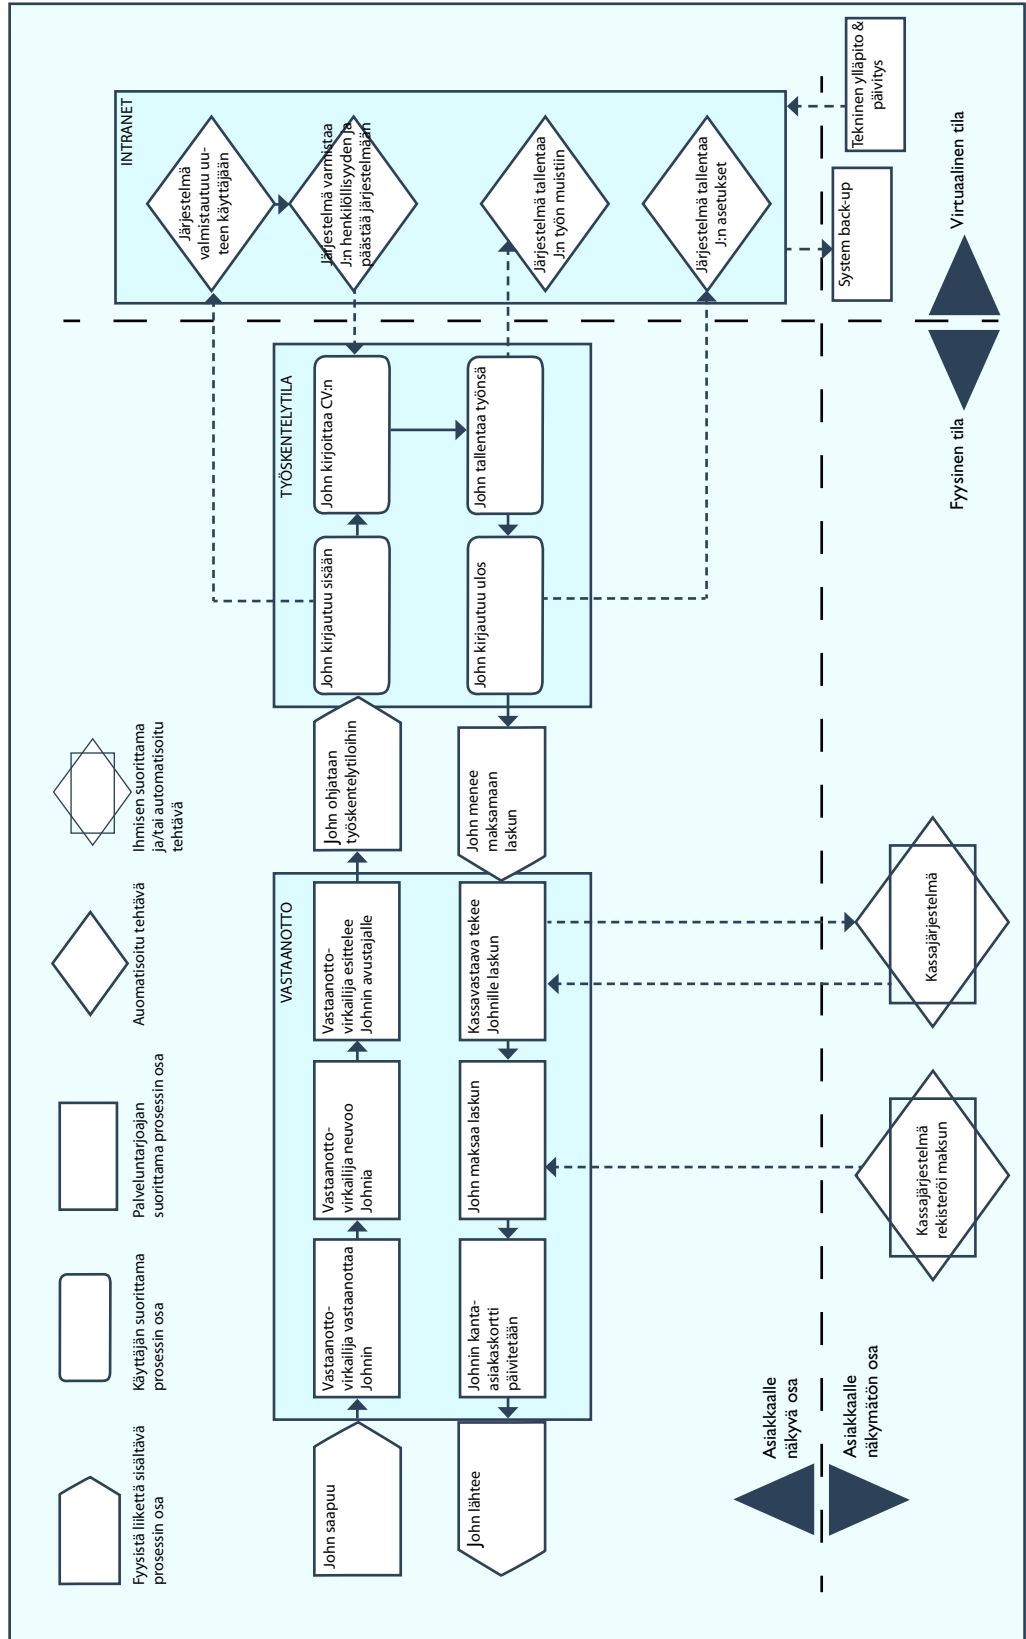 Fyysistä liikettä sisältävä
prosessin osa
Käyttäjän suorittama
prosessin osa
Palveluntarjoajan
suorittama prosessin osa
Auomatisoitu tehtävä
Ihmisen suorittama
ja/tai automatisoitu
tehtävä
John saapuu
VASTAANOTTO
Vastaanotto-
virkailija vastaanottaa
Johnin
Vastaanotto-
virkailija neuvoo
Johnia
Vastaanotto-
virkailija esittelee
Johnin avustajalle
John ohjataan
työskentelytiloihin
TYÖSKENTELYTILA
John kirjautuu sisään
John kirjoittaa CV:n
INTRANET
Järjestelmä
valmistautuu uu-
teen käyttäjään
Järjestelmä varmistaa
J:n henkilöllisyyden ja
päästää järjestelmään
John lähtee
Johnin kanta-
asiakaskortti
päivitetään
John maksaa laskun
Kassavastaava tekee
Johnille laskun
John menee
maksamaan
laskun
John kirjautuu ulos
John tallentaa työnsä
Järjestelmä tallentaa
J:n työn muistiin
Järjestelmä tallentaa
J:n asetukset
Asiakkaalle
näkyvä osa
Asiakkaalle
näkymätön osa
Kassajärjestelmä
rekisteröi maksun
Kassajärjestelmä
System back-up
Tekninen ylläpito &
päivitys
Fyysinen tila
Virtuaalinen tila